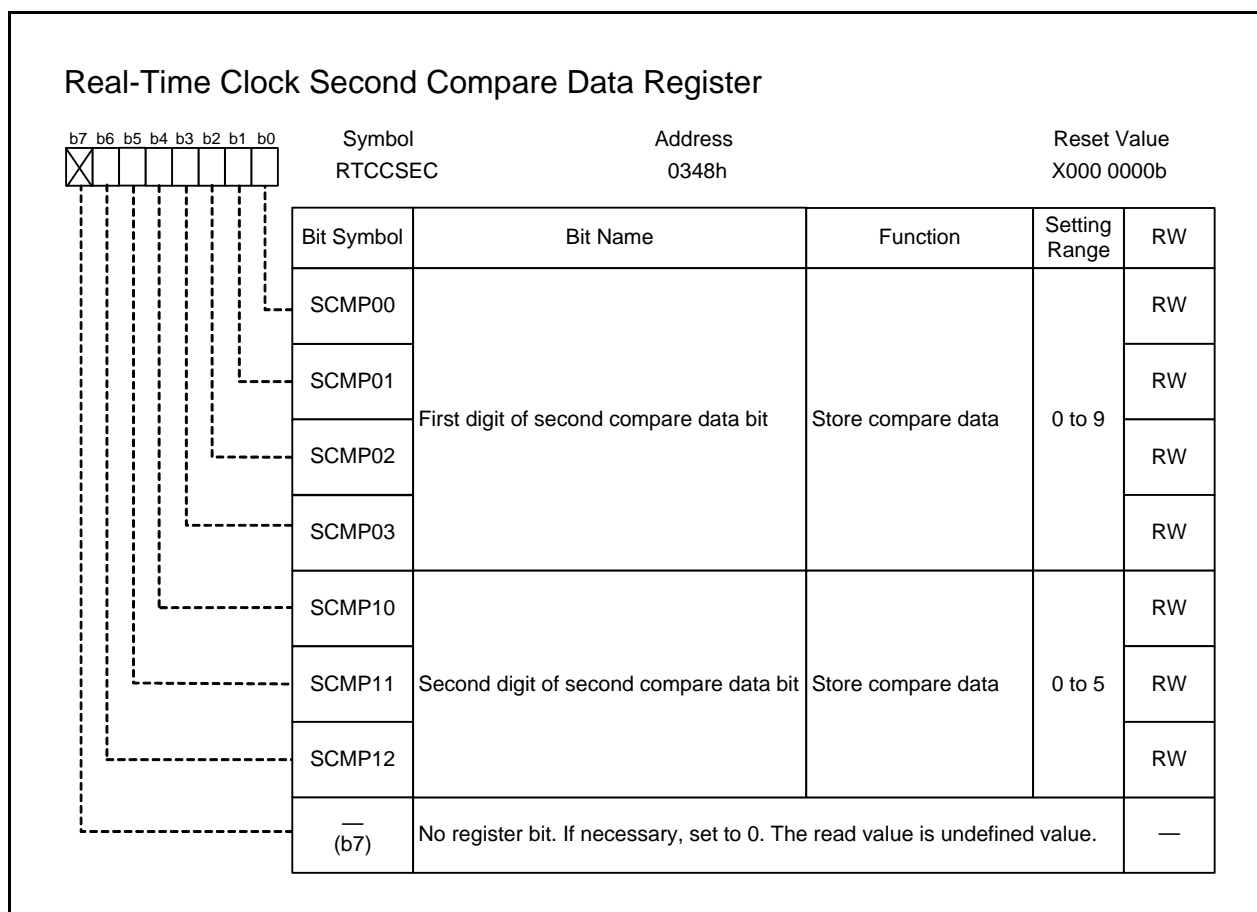 Real-Time Clock Second Compare Data Register
b7 b6 b5 b4 b3 b2 b1 b0
Symbol Address Reset Value
RTCCSEC 0348h X000 0000b
Bit Symbol Bit Name Function Setting Range RW
SCMP00 RW
SCMP01 RW
First digit of second compare data bit Store compare data 0 to 9
SCMP02 RW
SCMP03 RW
SCMP10 RW
SCMP11 Second digit of second compare data bit Store compare data 0 to 5 RW
SCMP12 RW
— (b7) No register bit. If necessary, set to 0. The read value is undefined value. —